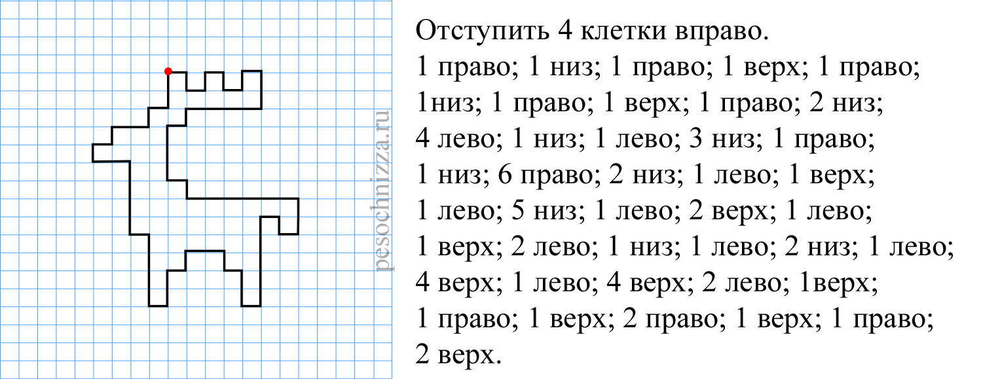 Отступить 4 клетки вправо.
1 право; 1 низ; 1 право; 1 верх; 1 право;
1низ; 1 право; 1 верх; 1 право; 2 низ;
4 лево; 1 низ; 1 лево; 3 низ; 1 право;
1 низ; 6 право; 2 низ; 1 лево; 1 верх;
1 лево; 5 низ; 1 лево; 2 верх; 1 лево;
1 верх; 2 лево; 1 низ; 1 лево; 2 низ; 1 лево;
4 верх; 1 лево; 4 верх; 2 лево; 1верх;
1 право; 1 верх; 2 право; 1 верх; 1 право;
2 верх.
pesochnizza.ru